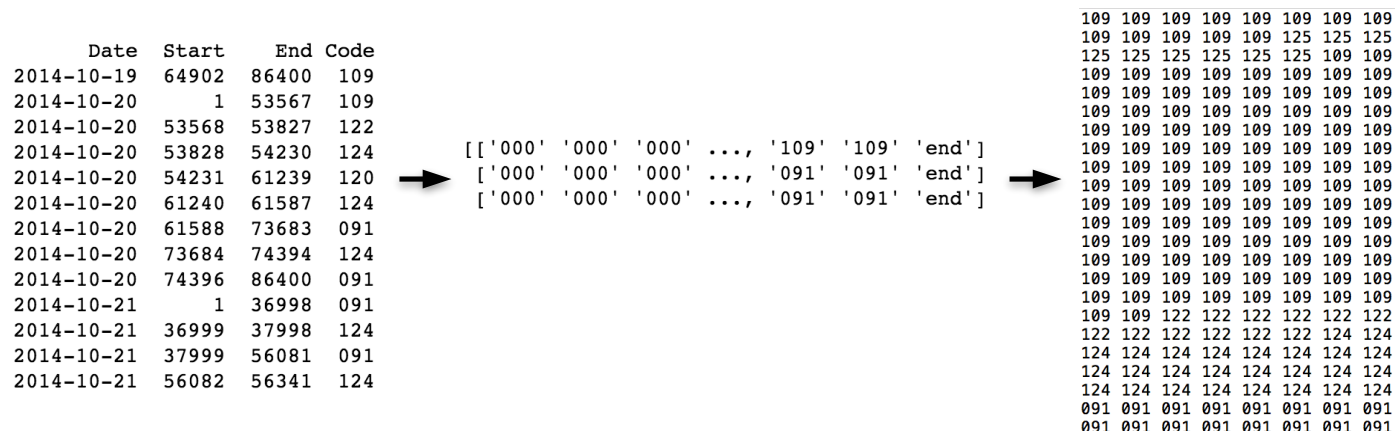 Date Start End Code
2014-10-19 64902 86400 109
2014-10-20 1 53567 109
2014-10-20 53568 53827 122
2014-10-20 53828 54230 124
2014-10-20 54231 61239 120
2014-10-20 61240 61587 124
2014-10-20 61588 73683 091
2014-10-20 73684 74394 124
2014-10-20 74396 86400 091
2014-10-21 1 36998 091
2014-10-21 36999 37998 124
2014-10-21 37999 56081 091
2014-10-21 56082 56341 124
[['000' '000' '000' ..., '109' '109' 'end']
['000' '000' '000' ..., '091' '091' 'end']
['000' '000' '000' ..., '091' '091' 'end']
109 109 109 109 109 109 109 109
109 109 109 109 109 125 125 125
125 125 125 125 125 125 109 109
109 109 109 109 109 109 109 109
109 109 109 109 109 109 109 109
109 109 109 109 109 109 109 109
109 109 109 109 109 109 109 109
109 109 109 109 109 109 109 109
109 109 109 109 109 109 109 109
109 109 109 109 109 109 109 109
109 109 109 109 109 109 109 109
109 109 109 109 109 109 109 109
109 109 109 109 109 109 109 109
109 109 109 109 109 109 109 109
109 109 109 109 109 109 109 109
109 109 109 109 109 109 109 109
109 109 122 122 122 122 122 122
122 122 122 122 122 122 124 124
124 124 124 124 124 124 124 124
124 124 124 124 124 124 124 124
124 124 124 124 124 124 124 124
091 091 091 091 091 091 091 091
091 091 091 091 091 091 091 091